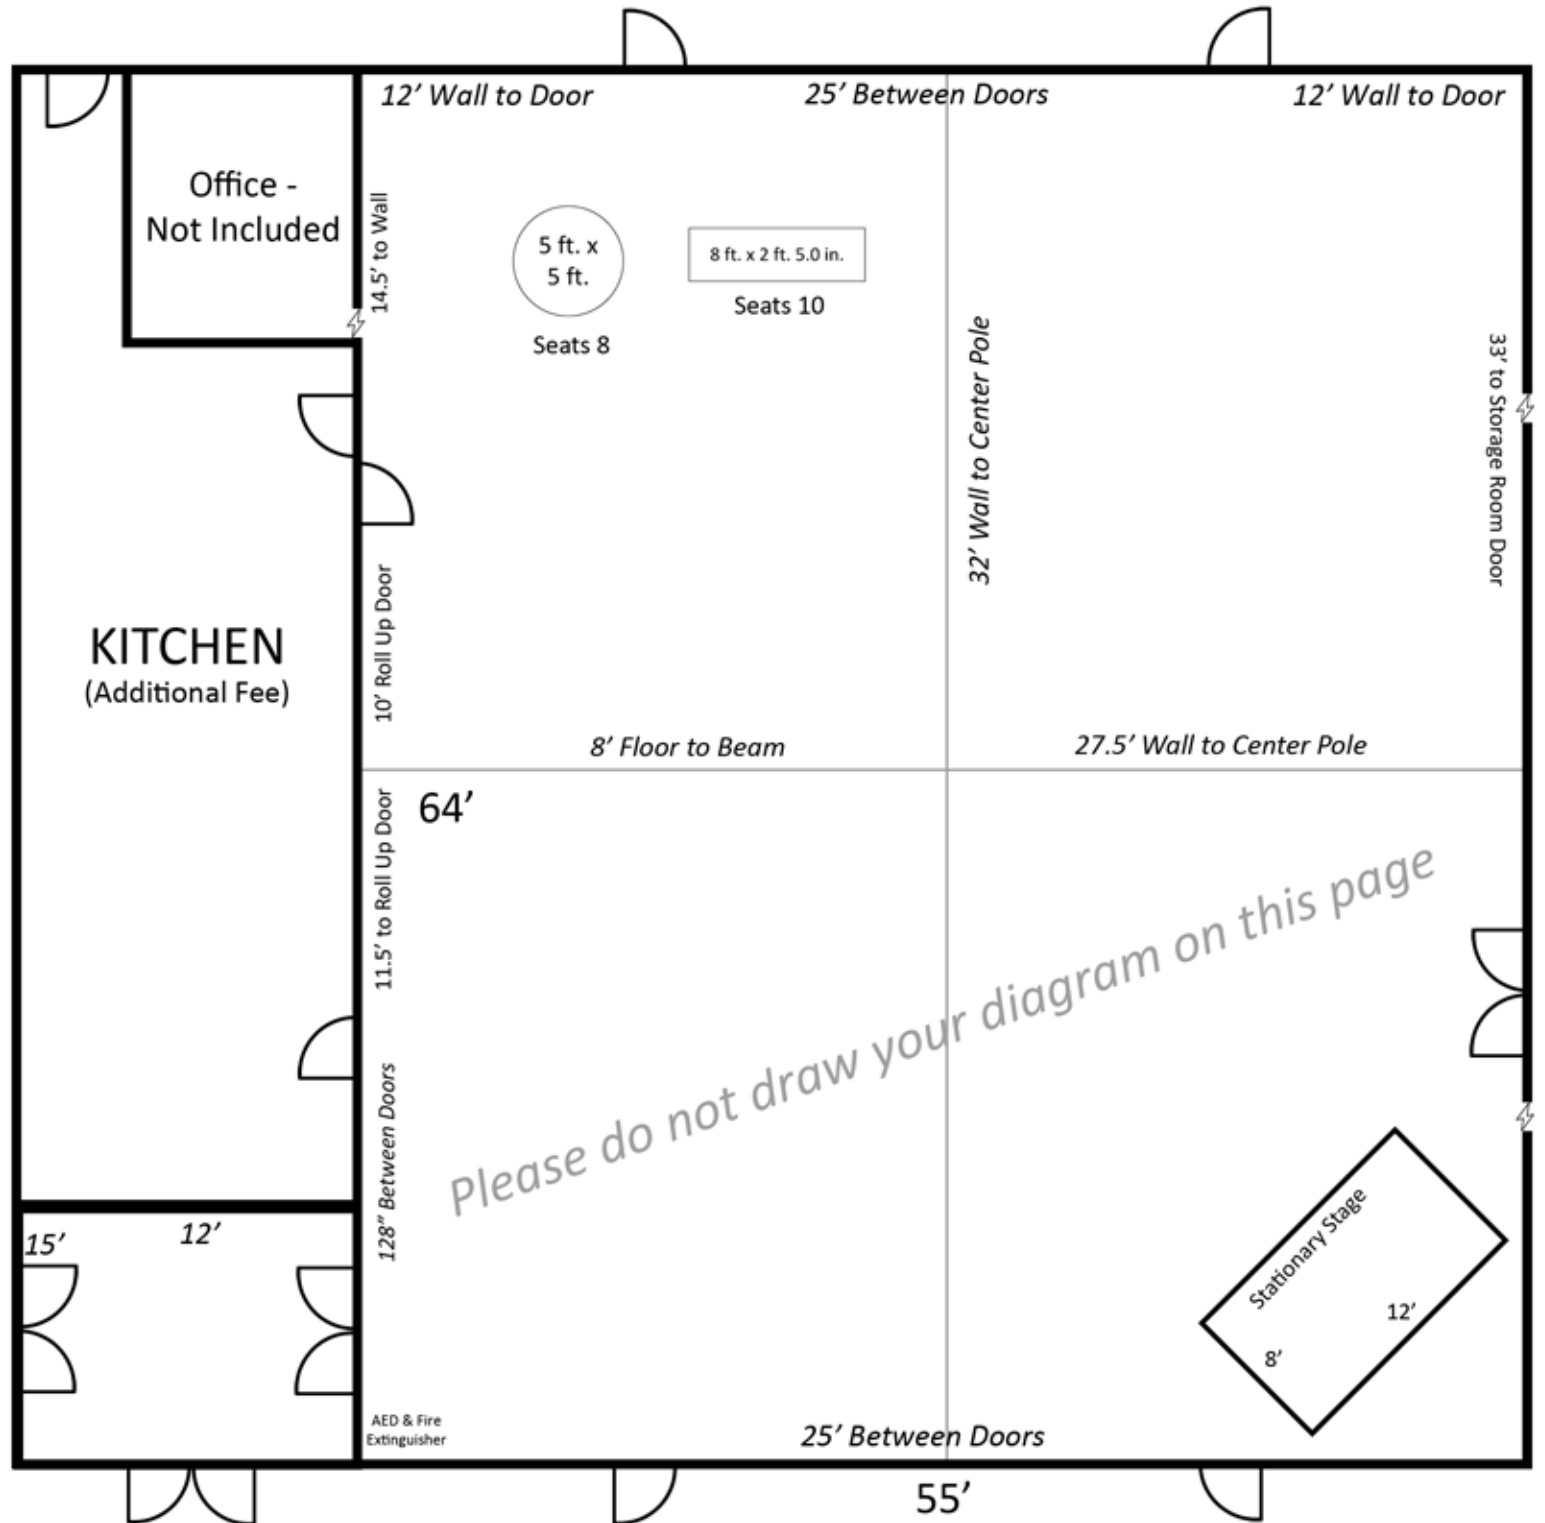 12’ Wall to Door
25’ Between Doors
12’ Wall to Door
Office -
Not Included
14.5’ to Wall
5 ft. x
5 ft.
Seats 8
8 ft. x 2 ft. 5.0 in.
Seats 10
32’ Wall to Center Pole
33’ to Storage Room Door
KITCHEN
(Additional Fee)
10’ Roll Up Door
8’ Floor to Beam
27.5’ Wall to Center Pole
64’
11.5’ to Roll Up Door
Please do not draw your diagram on this page
128” Between Doors
15’
12’
Stationary Stage
12’
8’
AED & Fire
Extinguisher
25’ Between Doors
55’